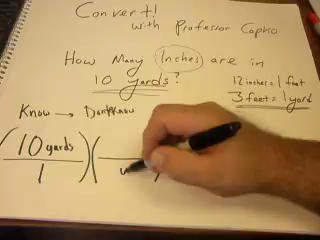 Convert!
with Professor Capko
How Many Inches are in
10 yards?
12 inches = 1 foot
3 feet = 1 yard
Know → Don't Know
(10 yards / 1) (